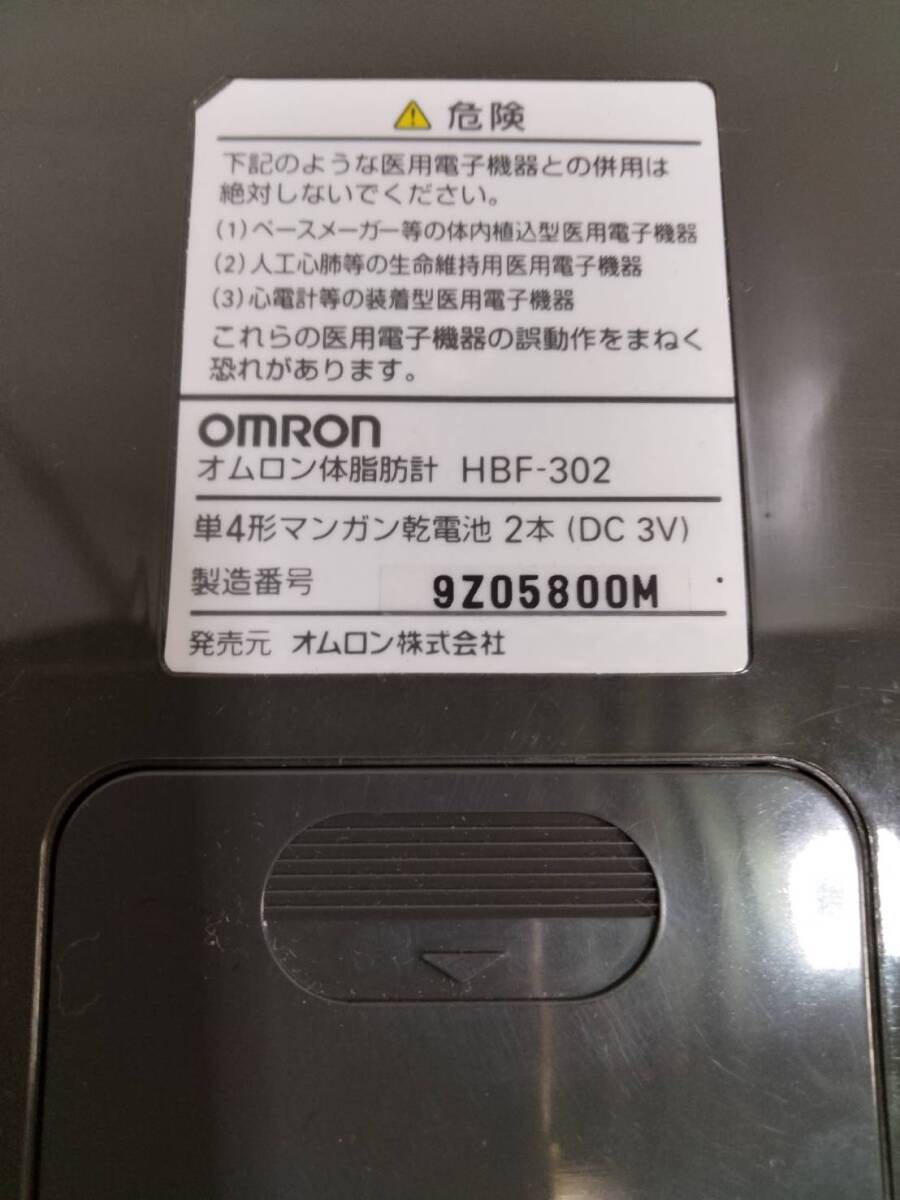 ⚠ 危険
下記のような医用電子機器との併用は
絶対しないでください。
(1)ペースメーカー等の体内植込型医用電子機器
(2)人工心肺等の生命維持用医用電子機器
(3)心電計等の装着型医用電子機器
これらの医用電子機器の誤動作をまねく
恐れがあります。
OMRON
オムロン体脂肪計 HBF-302
単4形マンガン乾電池 2本 (DC 3V)
製造番号 9Z05800M
発売元 オムロン株式会社